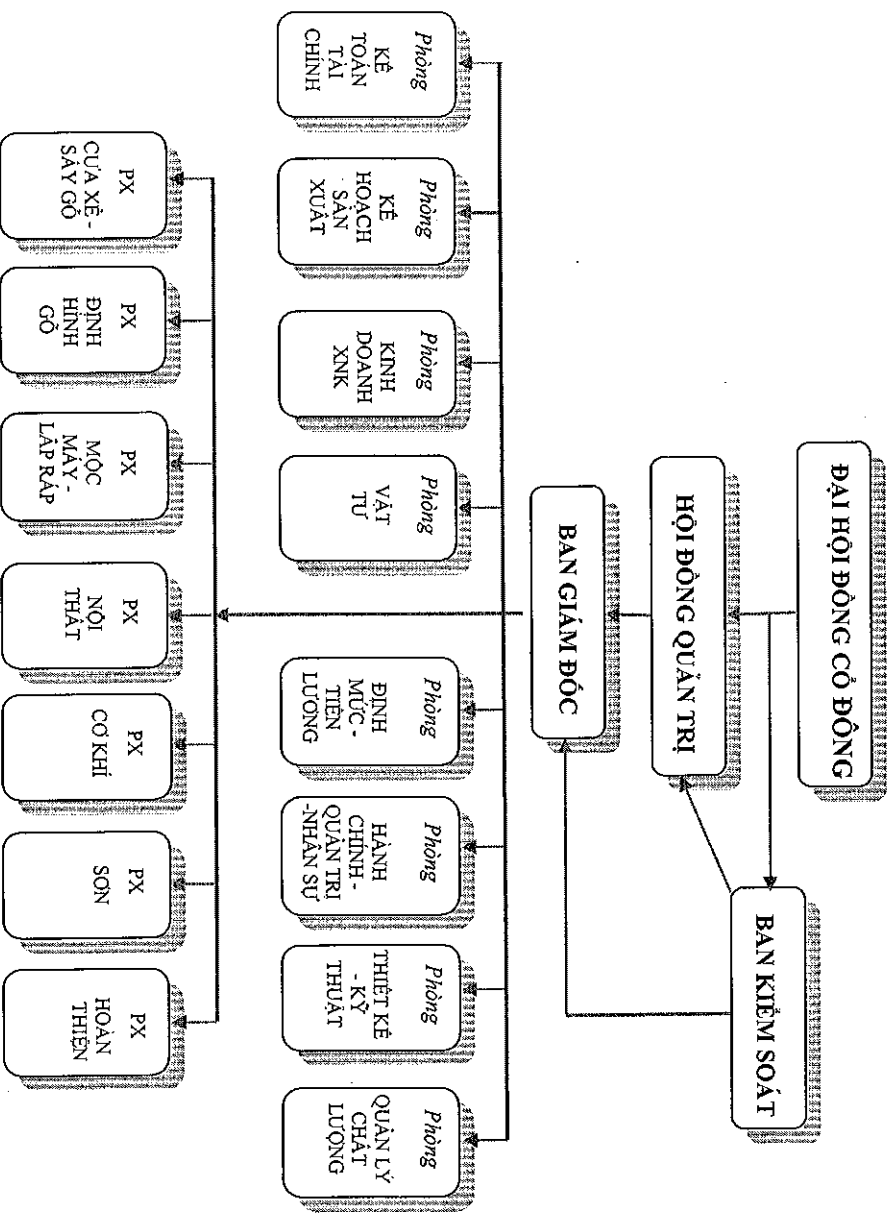 ĐẠI HỘI ĐỒNG CỔ ĐÔNG
HỘI ĐỒNG QUẢN TRỊ
BAN KIỂM SOÁT
BAN GIÁM ĐỐC
Phòng
KẾ
TOÁN
TÀI
CHÍNH
Phòng
KẾ
HOẠCH
SẢN
XUẤT
Phòng
KINH
DOANH
XNK
Phòng
VẬT
TƯ
Phòng
ĐỊNH
MỨC -
TIỀN
LƯƠNG
Phòng
HÀNH
CHÍNH -
QUẢN TRỊ
-NHÂN SỰ
Phòng
THIẾT KẾ
- KỸ
THUẬT
Phòng
QUẢN LÝ
CHẤT
LƯỢNG
PX
CƯA XẺ -
SẤY GỖ
PX
ĐỊNH
HÌNH
GỖ
PX
MỘC
MÁY -
LẮP RÁP
PX
NỘI
THẤT
PX
CƠ KHÍ
PX
SƠN
PX
HOÀN
THIỆN